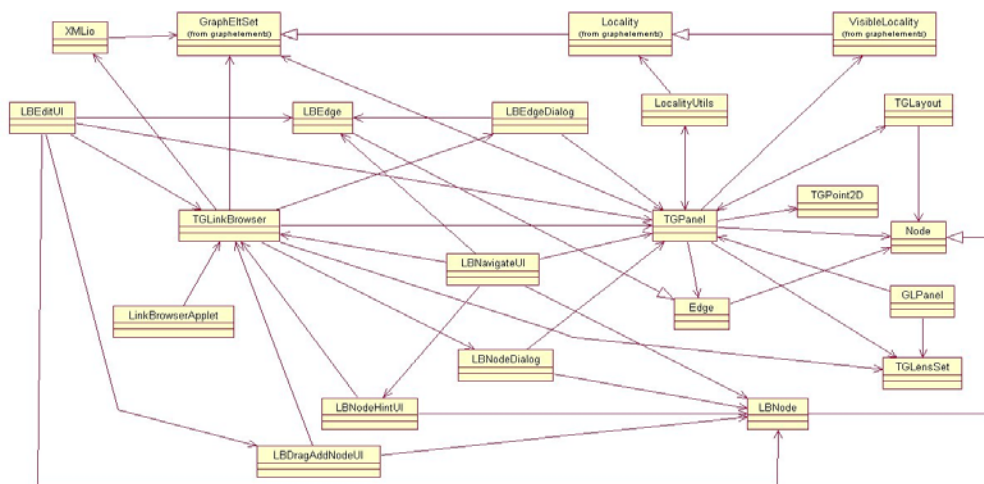 XMLio
GraphEltSet
(from graphelements)
Locality
(from graphelements)
VisibleLocality
(from graphelements)
LBEditUI
LBEdge
LBEdgeDialog
LocalityUtils
TGLayout
TGPoint2D
TGLinkBrowser
TGPanel
Node
LBNavigateUI
LinkBrowserApplet
Edge
GLPanel
LBNodeDialog
TGLensSet
LBNodeHintUI
LBNode
LBDragAddNodeUI